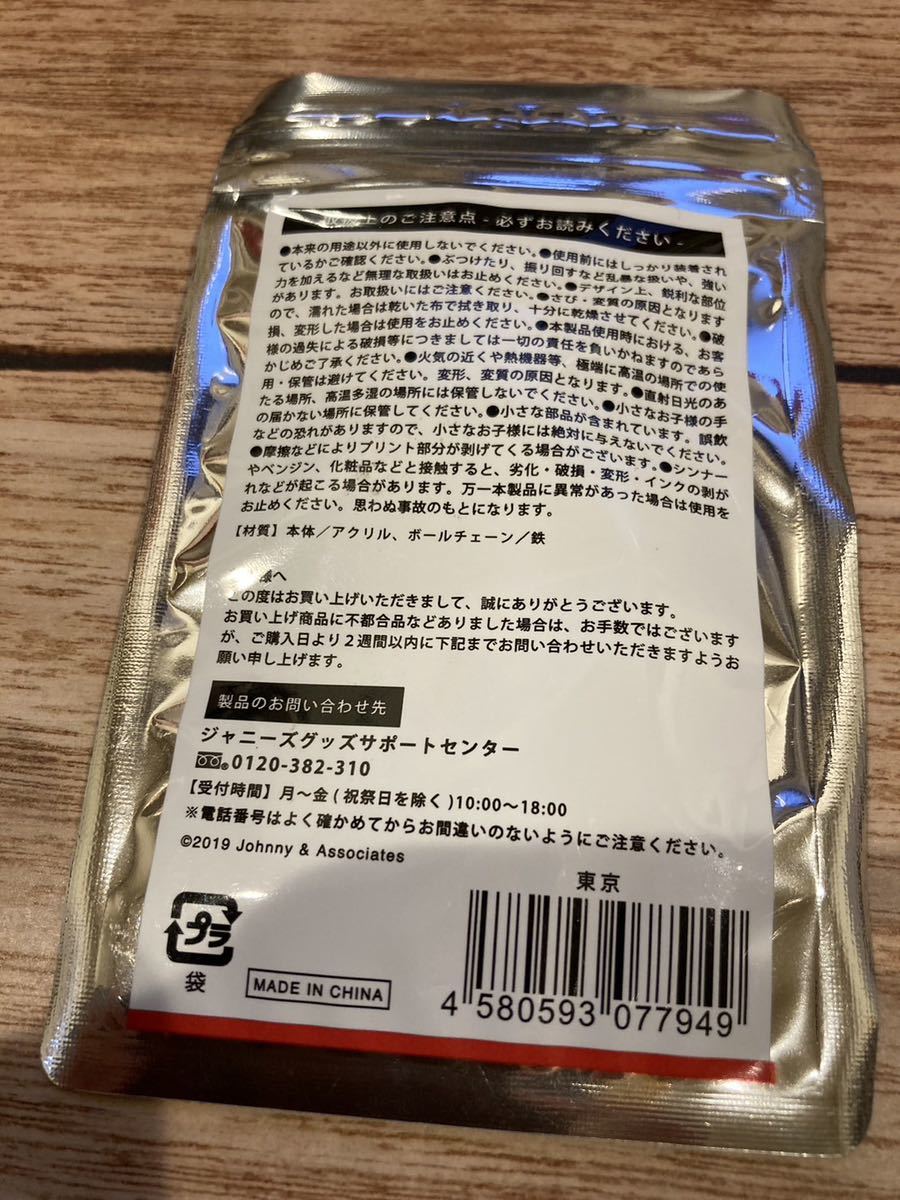 取扱上のご注意点 - 必ずお読みください -
●本来の用途以外に使用しないでください。●使用前にはしっかり装着され
ているかご確認ください。●ぶつけたり、振り回すなど乱暴な扱いや、強い
力を加えるなど無理な取扱いはお止めください。●デザイン上、鋭利な部位
があります。お取扱いにはご注意ください。●さび・変質の原因となります
ので、濡れた場合は乾いた布で拭き取り、十分に乾燥させてください。●破
損、変形した場合は使用をお止めください。●本製品使用時における、お客
様の過失による破損等につきましては一切の責任を負いかねますのであら
かじめご了承ください。●火気の近くや熱機器等、極端に高温の場所での使
用・保管は避けてください。変形、変質の原因となります。●直射日光のあ
たる場所、高温多湿の場所には保管しないでください。●小さなお子様の手
の届かない場所に保管してください。●小さな部品が含まれています。誤飲
などの恐れがありますので、小さなお子様には絶対に与えないでください。
●摩擦などによりプリント部分が剥げてくる場合がございます。●シンナー
やベンジン、化粧品などと接触すると、劣化・破損・変形・インクの剥が
れなどが起こる場合があります。万一本製品に異常があった場合は使用を
お止めください。思わぬ事故のもとになります。
【材質】本体/アクリル、ボールチェーン/鉄
様へ
この度はお買い上げいただきまして、誠にありがとうございます。
お買い上げ商品に不都合品などありました場合は、お手数ではございます
が、ご購入日より2週間以内に下記までお問い合わせいただきますようお
願い申し上げます。
製品のお問い合わせ先
ジャニーズグッズサポートセンター
0120-382-310
【受付時間】月〜金(祝祭日を除く)10:00〜18:00
※電話番号はよく確かめてからお間違いのないようにご注意ください。
©2019 Johnny & Associates
東京
プラ
袋
MADE IN CHINA
4 580593 077949